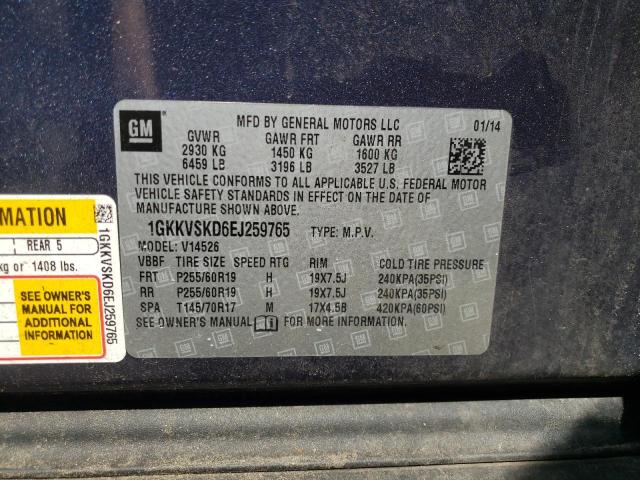 GM
MFD BY GENERAL MOTORS LLC 01/14
GVWR GAWR FRT GAWR RR
2930 KG 1450 KG 1600 KG
6459 LB 3196 LB 3527 LB
THIS VEHICLE CONFORMS TO ALL APPLICABLE U.S. FEDERAL MOTOR
VEHICLE SAFETY STANDARDS IN EFFECT ON THE DATE OF
MANUFACTURE SHOWN ABOVE.
1GKKVSKD6EJ259765 TYPE: M.P.V.
MODEL: V14526
VBBF TIRE SIZE SPEED RTG RIM COLD TIRE PRESSURE
FRT P255/60R19 H 19X7.5J 240KPA(35PSI)
RR P255/60R19 H 19X7.5J 240KPA(35PSI)
SPA T145/70R17 M 17X4.5B 420KPA(60PSI)
SEE OWNER'S MANUAL FOR MORE INFORMATION.
MATION
REAR 5
kg or 1408 lbs.
SEE OWNER'S
MANUAL FOR
ADDITIONAL
INFORMATION
1GKKVSKD6EJ259765